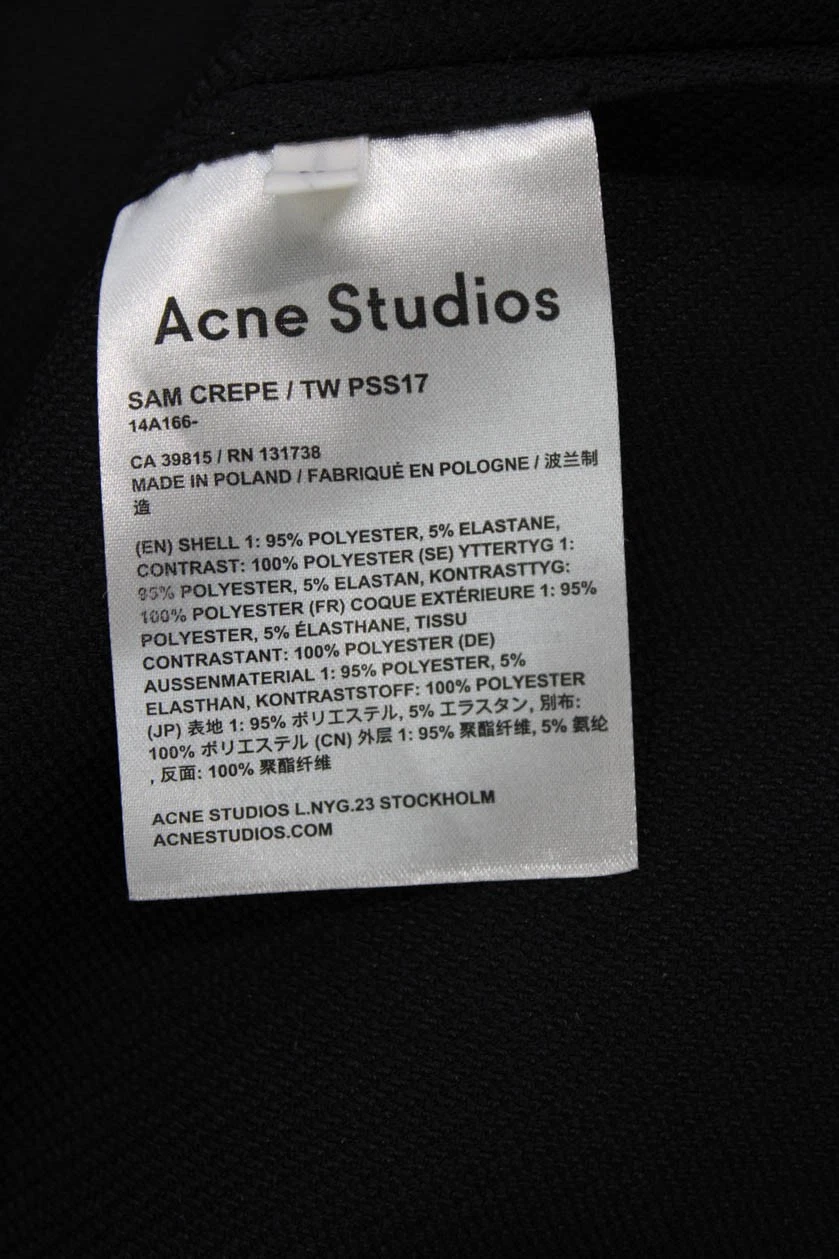 Acne Studios
SAM CREPE / TW PSS17
14A166-
CA 39815 / RN 131738
MADE IN POLAND / FABRIQUÉ EN POLOGNE / 波兰制
造
(EN) SHELL 1: 95% POLYESTER, 5% ELASTANE,
CONTRAST: 100% POLYESTER (SE) YTTERTYG 1:
95% POLYESTER, 5% ELASTAN, KONTRASTTYG:
100% POLYESTER (FR) COQUE EXTÉRIEURE 1: 95%
POLYESTER, 5% ÉLASTHANE, TISSU
CONTRASTANT: 100% POLYESTER (DE)
AUSSENMATERIAL 1: 95% POLYESTER, 5%
ELASTHAN, KONTRASTSTOFF: 100% POLYESTER
(JP) 表地 1: 95% ポリエステル, 5% エラスタン, 別布:
100% ポリエステル (CN) 外层 1: 95% 聚酯纤维, 5% 氨纶
, 反面: 100% 聚酯纤维
ACNE STUDIOS L.NYG.23 STOCKHOLM
ACNESTUDIOS.COM